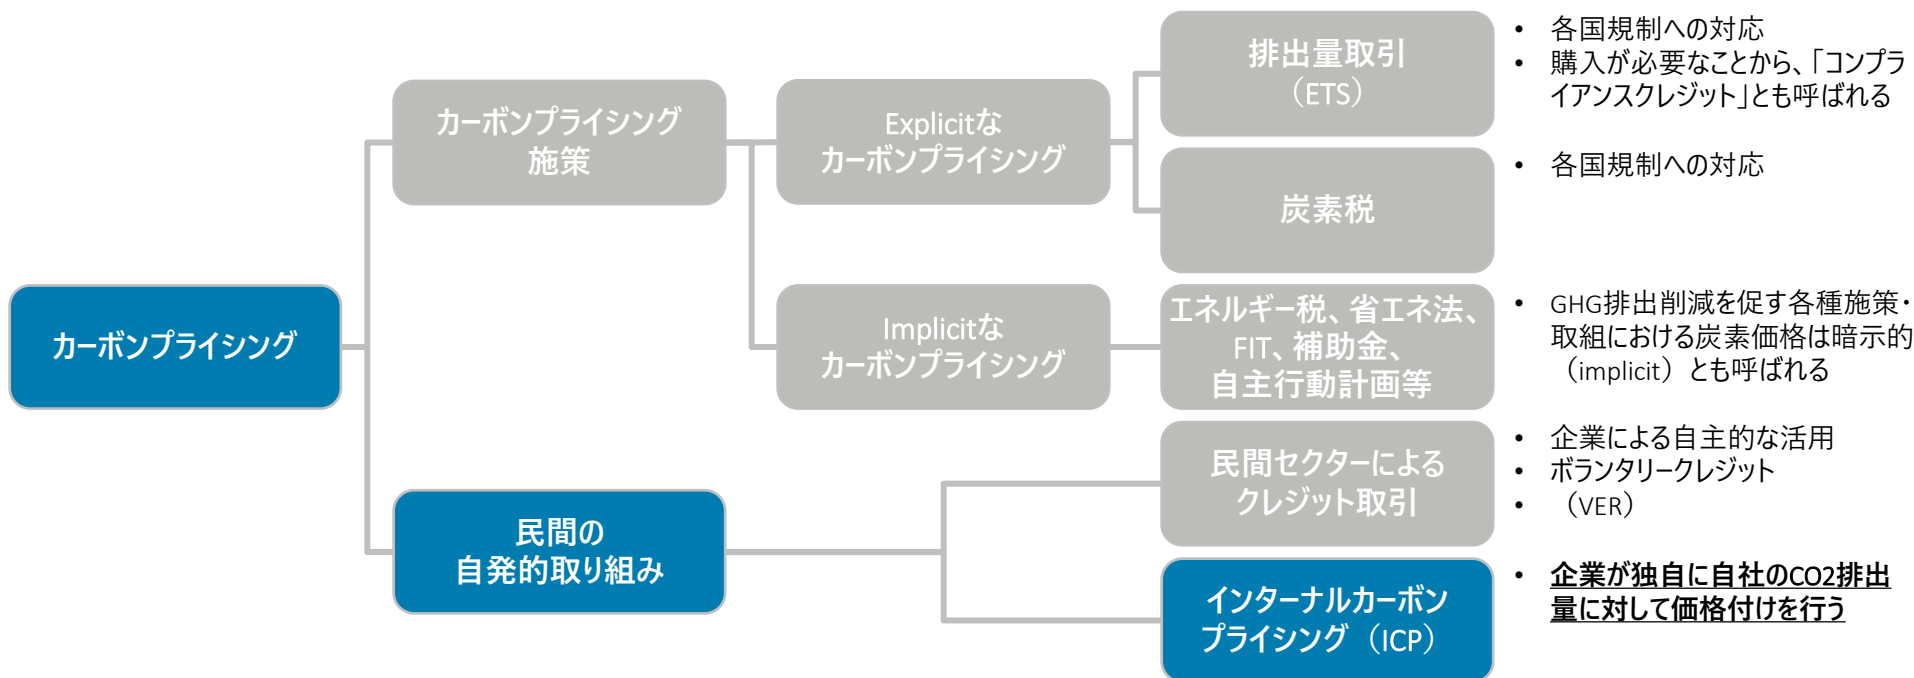 カーボンプライシング
カーボンプライシング
施策
民間の
自発的取り組み
Explicitな
カーボンプライシング
Implicitな
カーボンプライシング
排出量取引
（ETS）
• 各国規制への対応
• 購入が必要なことから、「コンプラ
イアンスクレジット」とも呼ばれる
炭素税
• 各国規制への対応
エネルギー税、省エネ法、
FIT、補助金、
自主行動計画等
• GHG排出削減を促す各種施策・
取組における炭素価格は暗示的
（implicit）とも呼ばれる
民間セクターによる
クレジット取引
• 企業による自主的な活用
• ボランタリークレジット
• （VER）
インターナルカーボン
プライシング（ICP）
• 企業が独自に自社のCO2排出
量に対して価格付けを行う